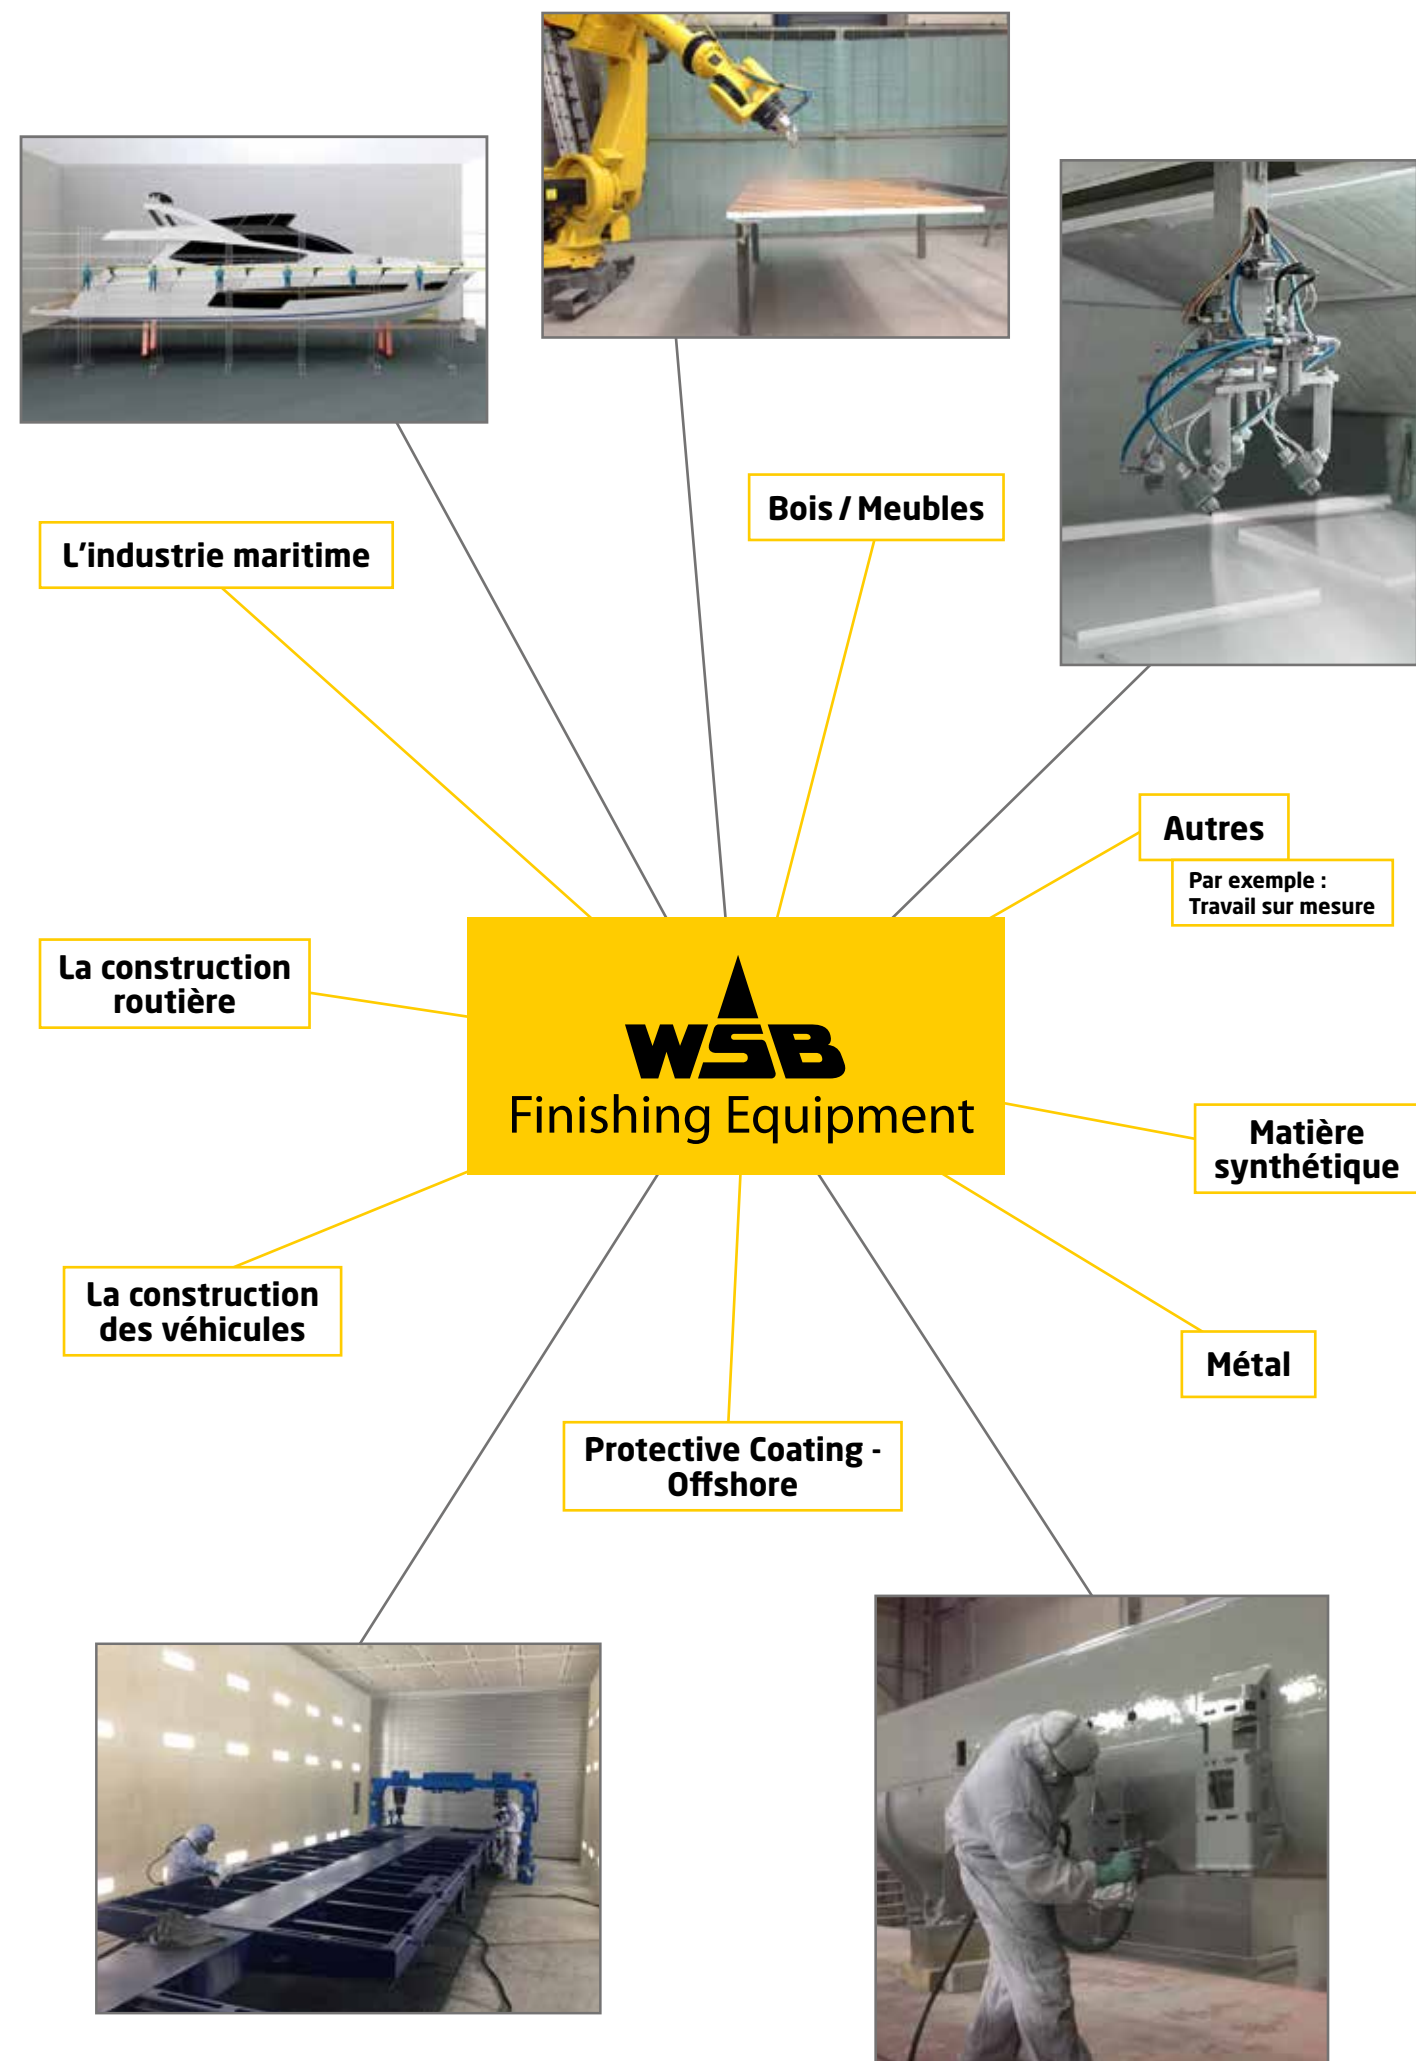 Bois / Meubles
L'industrie maritime
Autres
Par exemple :
Travail sur mesure
La construction
routière
WSB
Finishing Equipment
Matière
synthétique
La construction
des véhicules
Métal
Protective Coating -
Offshore